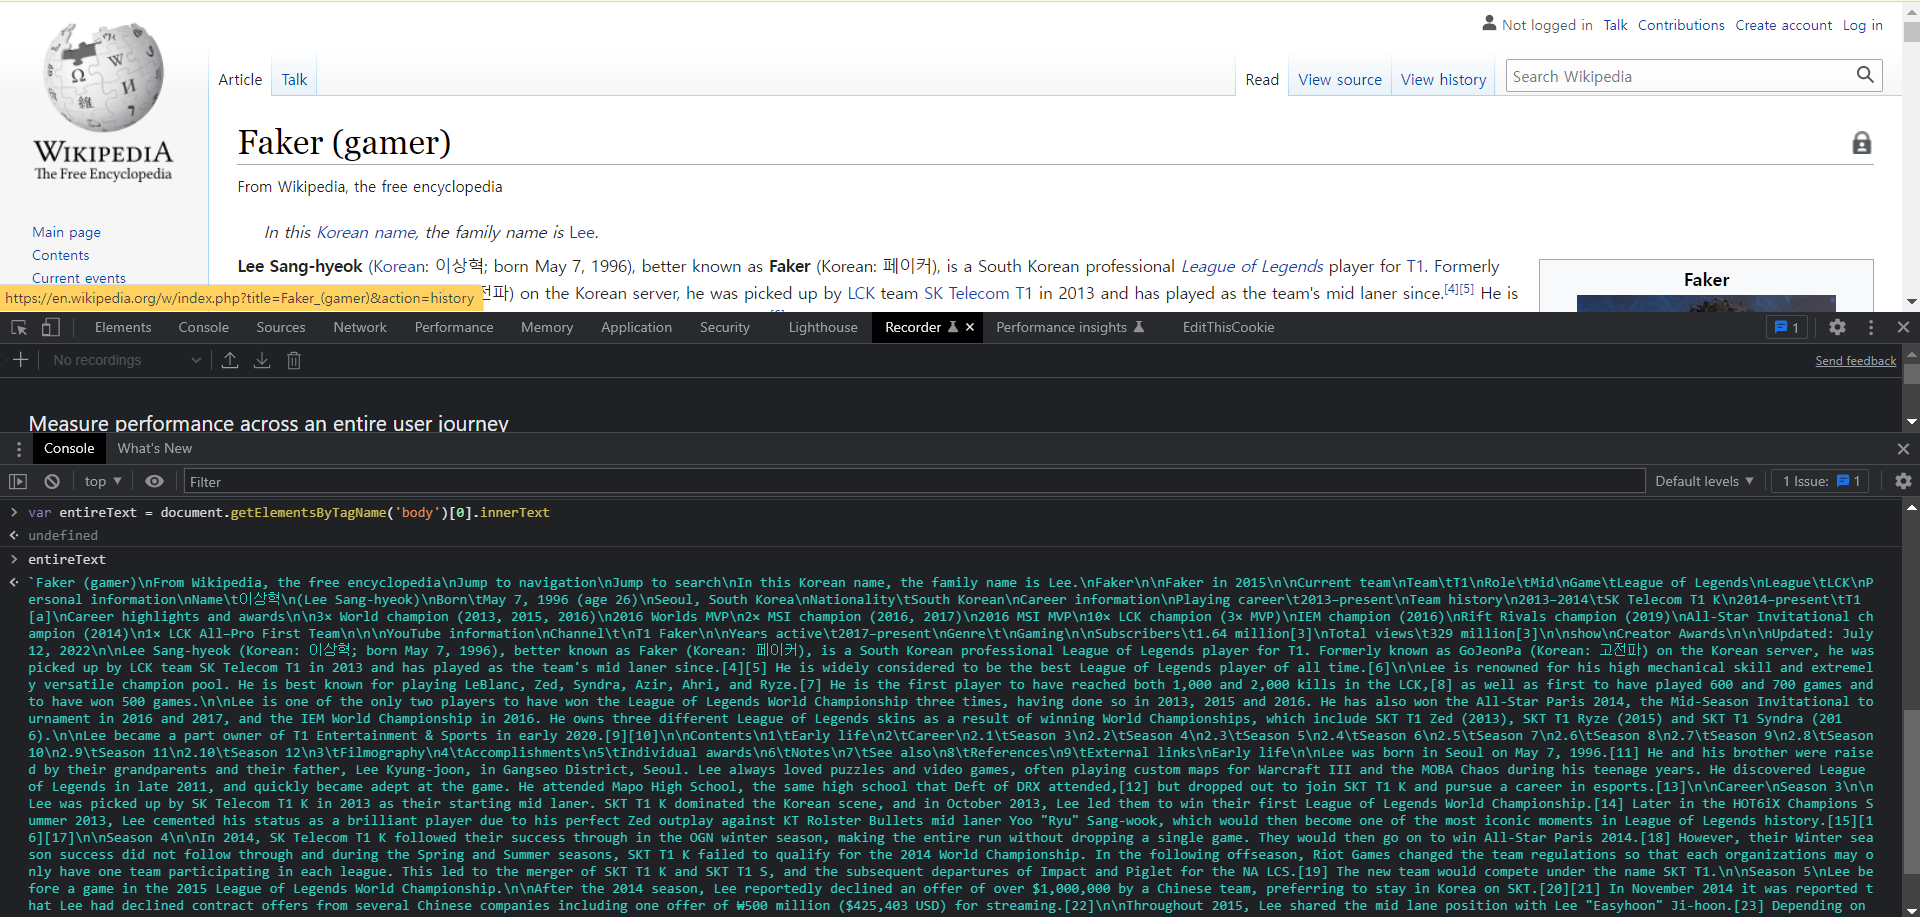 Not logged in Talk Contributions Create account Log in
Article Talk Read View source View history Search Wikipedia
WIKIPEDIA
The Free Encyclopedia
Faker (gamer)
From Wikipedia, the free encyclopedia
Main page
Contents
Current events
In this Korean name, the family name is Lee.
Lee Sang-hyeok (Korean: 이상혁; born May 7, 1996), better known as Faker (Korean: 페이커), is a South Korean professional League of Legends player for T1. Formerly
전파) on the Korean server, he was picked up by LCK team SK Telecom T1 in 2013 and has played as the team's mid laner since.[4][5] He is
Faker
https://en.wikipedia.org/w/index.php?title=Faker_(gamer)&action=history
Elements Console Sources Network Performance Memory Application Security Lighthouse Recorder Performance insights EditThisCookie 1
No recordings Send feedback
Measure performance across an entire user journey
Console What's New
top Filter Default levels 1 Issue: 1
var entireText = document.getElementsByTagName('body')[0].innerText
undefined
entireText
`Faker (gamer)\nFrom Wikipedia, the free encyclopedia\nJump to navigation\nJump to search\nIn this Korean name, the family name is Lee.\nFaker\n\nFaker in 2015\n\nCurrent team\nTeam\tT1\nRole\tMid\nGame\tLeague of Legends\nLeague\tLCK\nP
ersonal information\nName\t이상혁\n(Lee Sang-hyeok)\nBorn\tMay 7, 1996 (age 26)\nSeoul, South Korea\nNationality\tSouth Korean\nCareer information\nPlaying career\t2013–present\nTeam history\n2013–2014\tSK Telecom T1 K\n2014–present\tT1
[a]\nCareer highlights and awards\n\n3× World champion (2013, 2015, 2016)\n2016 Worlds MVP\n2× MSI champion (2016, 2017)\n2016 MSI MVP\n10× LCK champion (3× MVP)\nIEM champion (2016)\nRift Rivals champion (2019)\nAll-Star Invitational ch
ampion (2014)\n1× LCK All-Pro First Team\n\n\nYouTube information\nChannel\t\nT1 Faker\n\nYears active\t2017–present\nGenre\t\nGaming\n\nSubscribers\t1.64 million[3]\nTotal views\t329 million[3]\n\nshow\nCreator Awards\n\n\nUpdated: July
12, 2022\n\nLee Sang-hyeok (Korean: 이상혁; born May 7, 1996), better known as Faker (Korean: 페이커), is a South Korean professional League of Legends player for T1. Formerly known as GoJeonPa (Korean: 고전파) on the Korean server, he was
picked up by LCK team SK Telecom T1 in 2013 and has played as the team's mid laner since.[4][5] He is widely considered to be the best League of Legends player of all time.[6]\n\nLee is renowned for his high mechanical skill and extremel
y versatile champion pool. He is best known for playing LeBlanc, Zed, Syndra, Azir, Ahri, and Ryze.[7] He is the first player to have reached both 1,000 and 2,000 kills in the LCK,[8] as well as first to have played 600 and 700 games and
to have won 500 games.\n\nLee is one of the only two players to have won the League of Legends World Championship three times, having done so in 2013, 2015 and 2016. He has also won the All-Star Paris 2014, the Mid-Season Invitational to
urnament in 2016 and 2017, and the IEM World Championship in 2016. He owns three different League of Legends skins as a result of winning World Championships, which include SKT T1 Zed (2013), SKT T1 Ryze (2015) and SKT T1 Syndra (201
6).\n\nLee became a part owner of T1 Entertainment & Sports in early 2020.[9][10]\n\nContents\n1\tEarly life\n2\tCareer\n2.1\tSeason 3\n2.2\tSeason 4\n2.3\tSeason 5\n2.4\tSeason 6\n2.5\tSeason 7\n2.6\tSeason 8\n2.7\tSeason 9\n2.8\tSeason
10\n2.9\tSeason 11\n2.10\tSeason 12\n3\tFilmography\n4\tAccomplishments\n5\tIndividual awards\n6\tNotes\n7\tSee also\n8\tReferences\n9\tExternal links\nEarly life\n\nLee was born in Seoul on May 7, 1996.[11] He and his brother were raise
d by their grandparents and their father, Lee Kyung-joon, in Gangseo District, Seoul. Lee always loved puzzles and video games, often playing custom maps for Warcraft III and the MOBA Chaos during his teenage years. He discovered League
of Legends in late 2011, and quickly became adept at the game. He attended Mapo High School, the same high school that Deft of DRX attended,[12] but dropped out to join SKT T1 K and pursue a career in esports.[13]\n\nCareer\nSeason 3\n\n
Lee was picked up by SK Telecom T1 K in 2013 as their starting mid laner. SKT T1 K dominated the Korean scene, and in October 2013, Lee led them to win their first League of Legends World Championship.[14] Later in the HOT6iX Champions S
ummer 2013, Lee cemented his status as a brilliant player due to his perfect Zed outplay against KT Rolster Bullets mid laner Yoo "Ryu" Sang-wook, which would then become one of the most iconic moments in League of Legends history.[15][1
6][17]\n\nSeason 4\n\nIn 2014, SK Telecom T1 K followed their success through in the OGN winter season, making the entire run without dropping a single game. They would then go on to win All-Star Paris 2014.[18] However, their Winter sea
son success did not follow through and during the Spring and Summer seasons, SKT T1 K failed to qualify for the 2014 World Championship. In the following offseason, Riot Games changed the team regulations so that each organizations may o
nly have one team participating in each league. This led to the merger of SKT T1 K and SKT T1 S, and the subsequent departures of Impact and Piglet for the NA LCS.[19] The new team would compete under the name SKT T1.\n\nSeason 5\nLee be
fore a game in the 2015 League of Legends World Championship.\n\nAfter the 2014 season, Lee reportedly declined an offer of over $1,000,000 by a Chinese team, preferring to stay in Korea on SKT.[20][21] In November 2014 it was reported t
hat Lee had declined contract offers from several Chinese companies including one offer of ₩500 million ($425,403 USD) for streaming.[22]\n\nThroughout 2015, Lee shared the mid lane position with Lee "Easyhoon" Ji-hoon.[23] Depending on